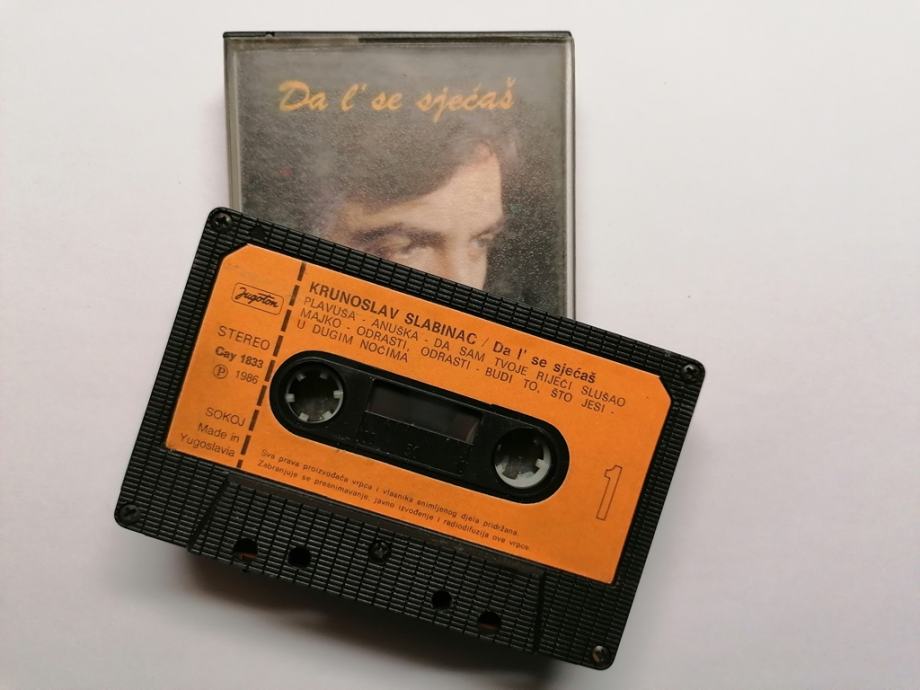 Da l' se sjećaš
Jugoton
STEREO
Cay 1833
Ⓟ 1986
SOKOJ
Made in
Yugoslavia
KRUNOSLAV SLABINAC / Da l' se sjećaš
PLAVUŠA - ANUŠKA - DA SAM TVOJE RIJEČI SLUŠAO
MAJKO - ODRASTI, ODRASTI - BUDI TO, ŠTO JESI -
U DUGIM NOĆIMA
1
Sva prava proizvođača vrpca i vlasnika snimljenog djela pridržana.
Zabranjuje se presnimavanje, javno izvođenje i radiodifuzija ove vrpce.